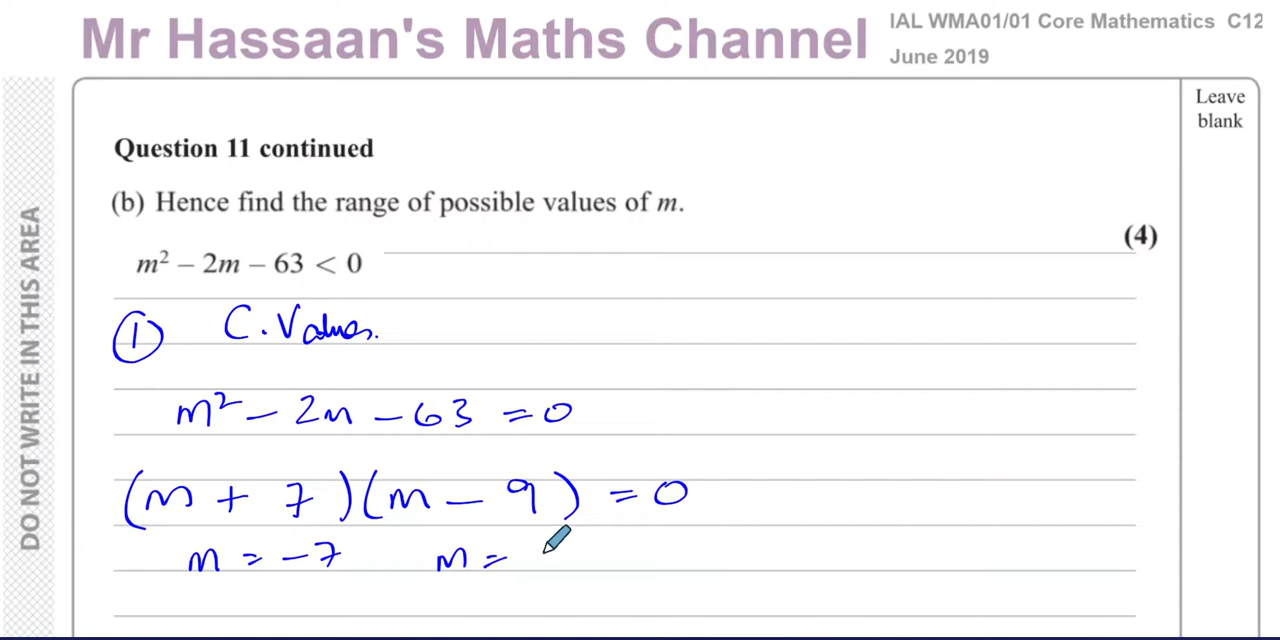 Mr Hassaan's Maths Channel
IAL WMA01/01 Core Mathematics C12
June 2019
DO NOT WRITE IN THIS AREA
Leave
blank
Question 11 continued
(b) Hence find the range of possible values of m.
(4)
m² – 2m – 63 < 0
① C. Values.
m² - 2m - 63 = 0
(m + 7)(m - 9) = 0
m = -7 m =